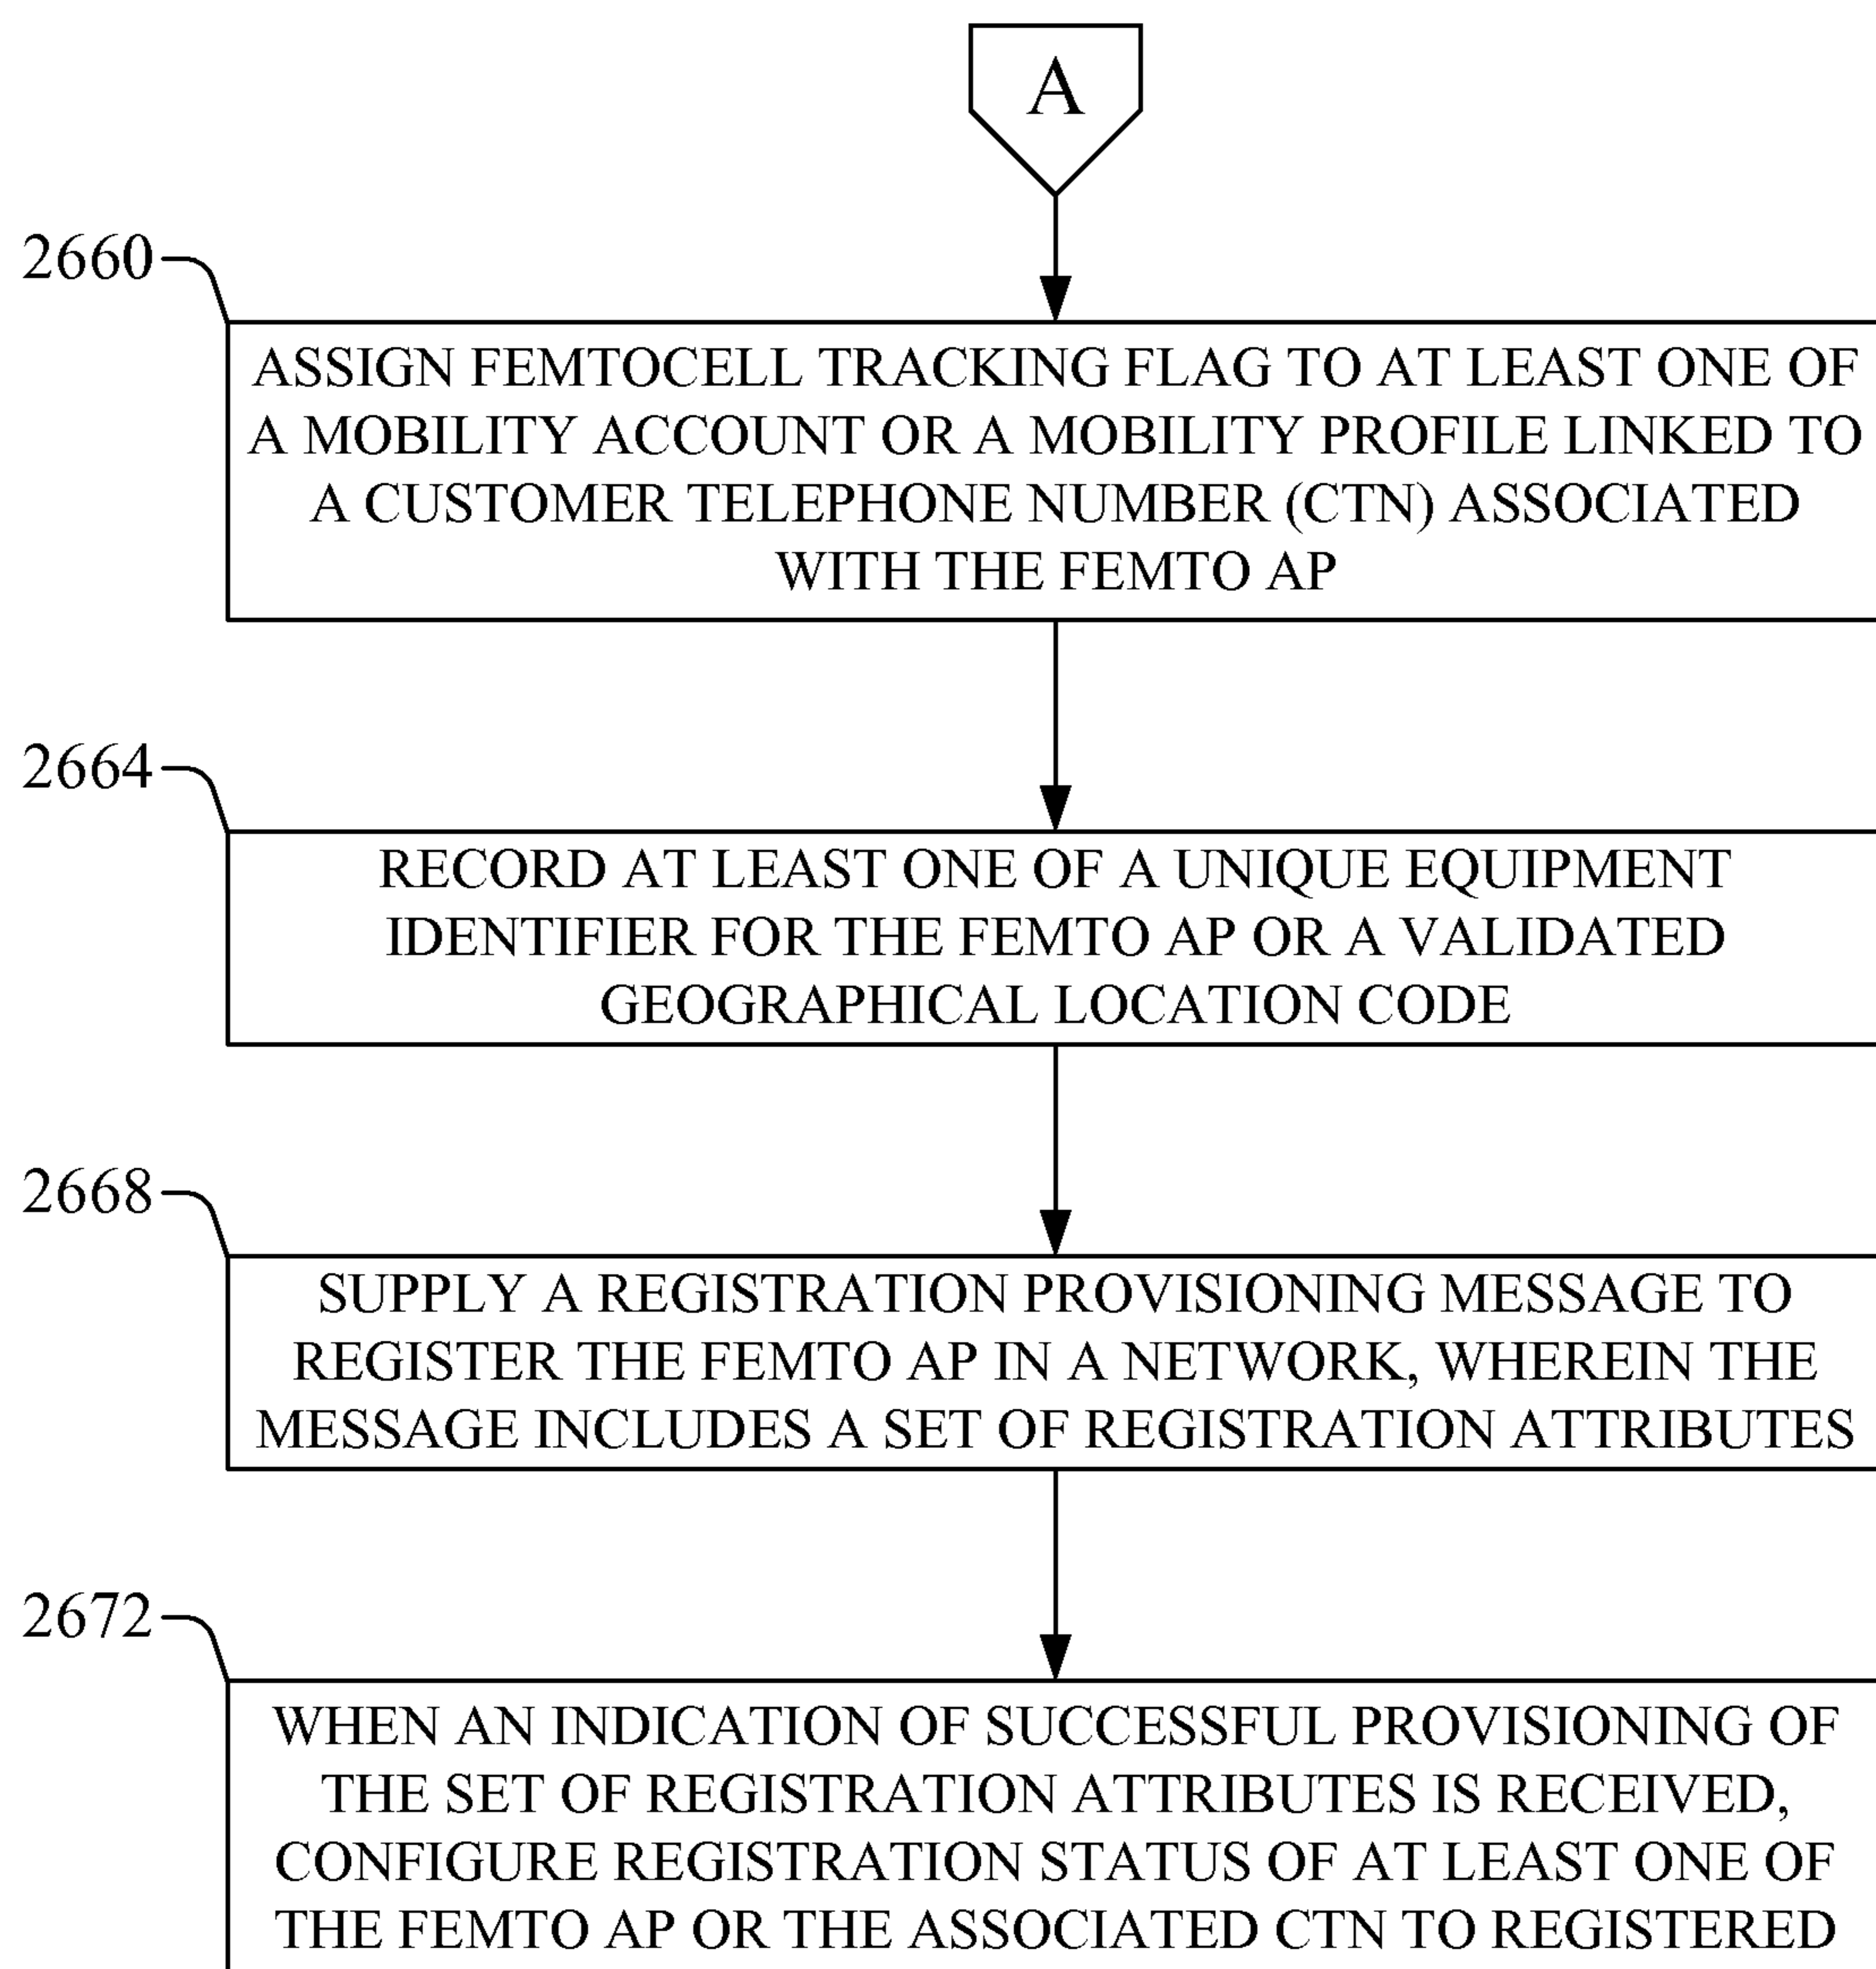 A
2660
ASSIGN FEMTOCELL TRACKING FLAG TO AT LEAST ONE OF
A MOBILITY ACCOUNT OR A MOBILITY PROFILE LINKED TO
A CUSTOMER TELEPHONE NUMBER (CTN) ASSOCIATED
WITH THE FEMTO AP
2664
RECORD AT LEAST ONE OF A UNIQUE EQUIPMENT
IDENTIFIER FOR THE FEMTO AP OR A VALIDATED
GEOGRAPHICAL LOCATION CODE
2668
SUPPLY A REGISTRATION PROVISIONING MESSAGE TO
REGISTER THE FEMTO AP IN A NETWORK, WHEREIN THE
MESSAGE INCLUDES A SET OF REGISTRATION ATTRIBUTES
2672
WHEN AN INDICATION OF SUCCESSFUL PROVISIONING OF
THE SET OF REGISTRATION ATTRIBUTES IS RECEIVED,
CONFIGURE REGISTRATION STATUS OF AT LEAST ONE OF
THE FEMTO AP OR THE ASSOCIATED CTN TO REGISTERED